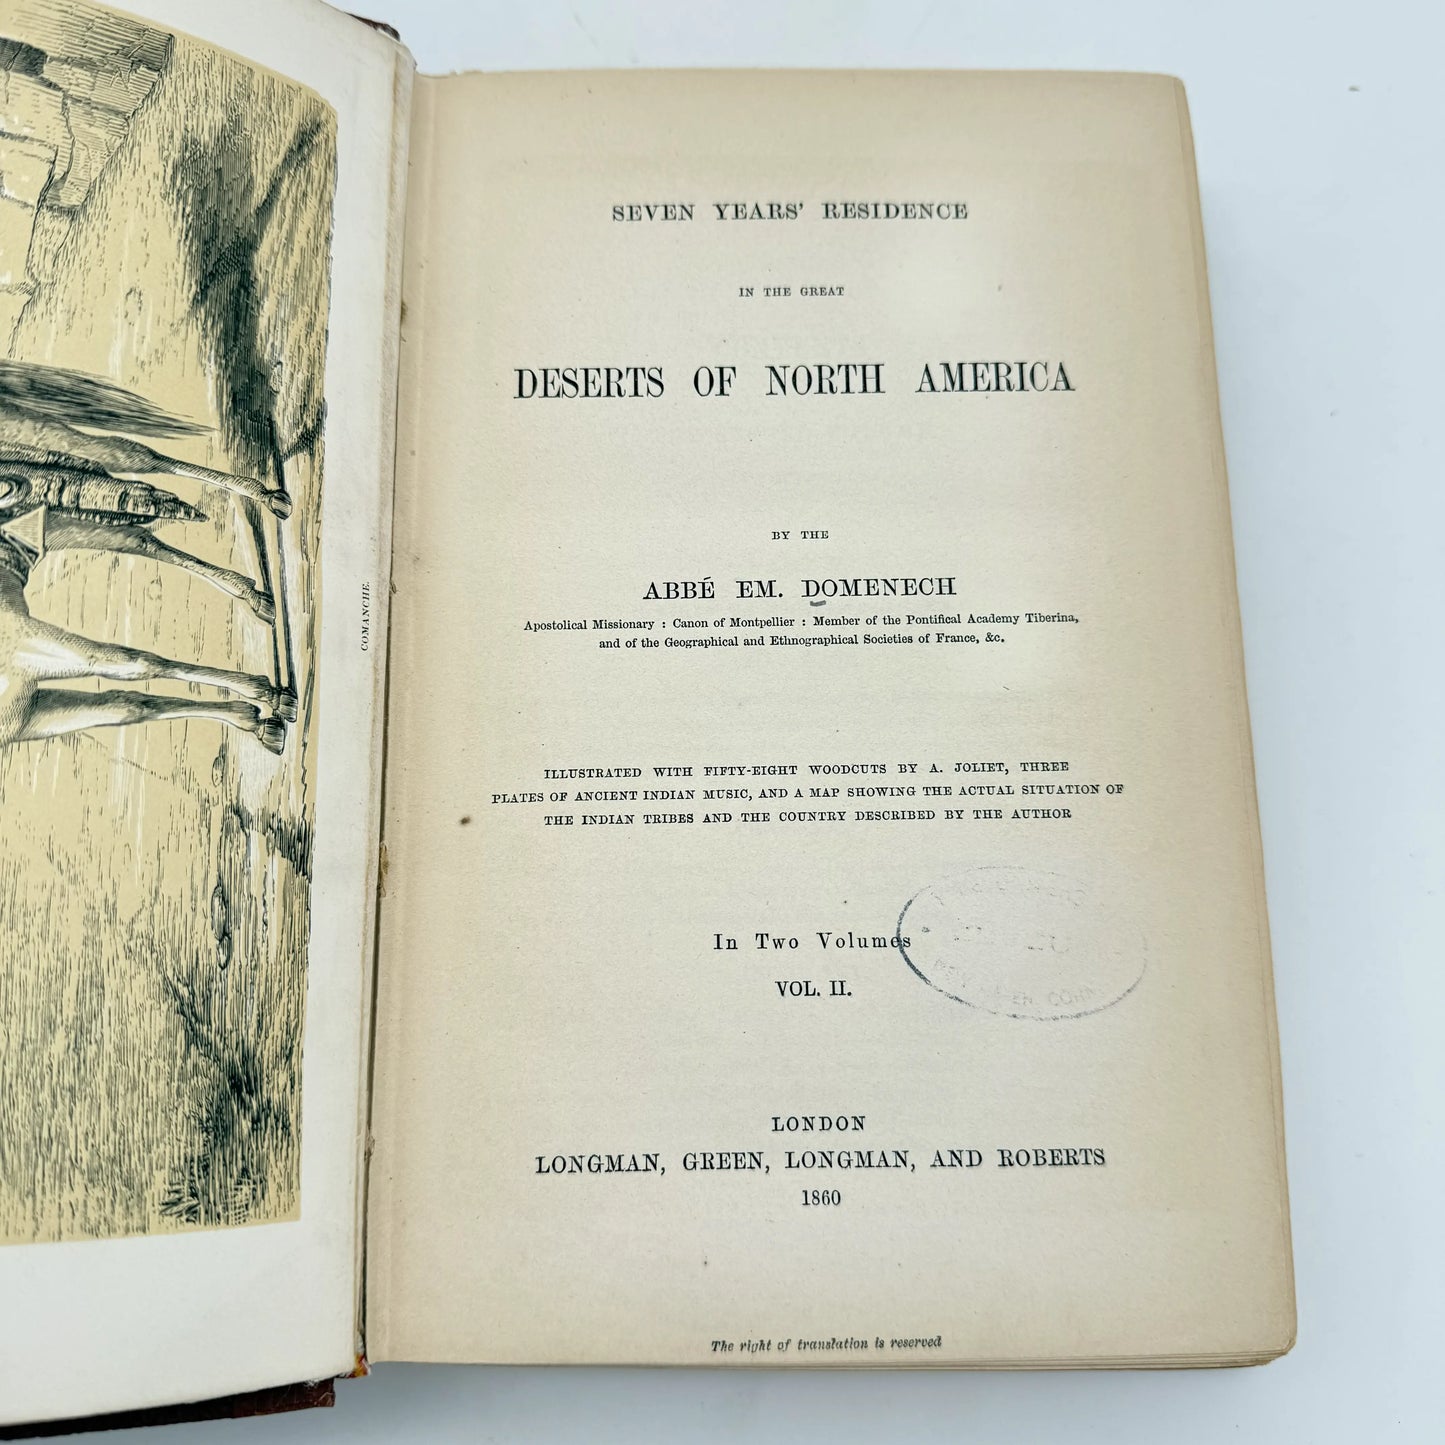 COMANCHE.
SEVEN YEARS' RESIDENCE
IN THE GREAT
DESERTS OF NORTH AMERICA
BY THE
ABBÉ EM. DOMENECH
Apostolical Missionary : Canon of Montpellier : Member of the Pontifical Academy Tiberina,
and of the Geographical and Ethnographical Societies of France, &c.
ILLUSTRATED WITH FIFTY-EIGHT WOODCUTS BY A. JOLIET, THREE
PLATES OF ANCIENT INDIAN MUSIC, AND A MAP SHOWING THE ACTUAL SITUATION OF
THE INDIAN TRIBES AND THE COUNTRY DESCRIBED BY THE AUTHOR
In Two Volumes
VOL. II.
LONDON
LONGMAN, GREEN, LONGMAN, AND ROBERTS
1860
The right of translation is reserved